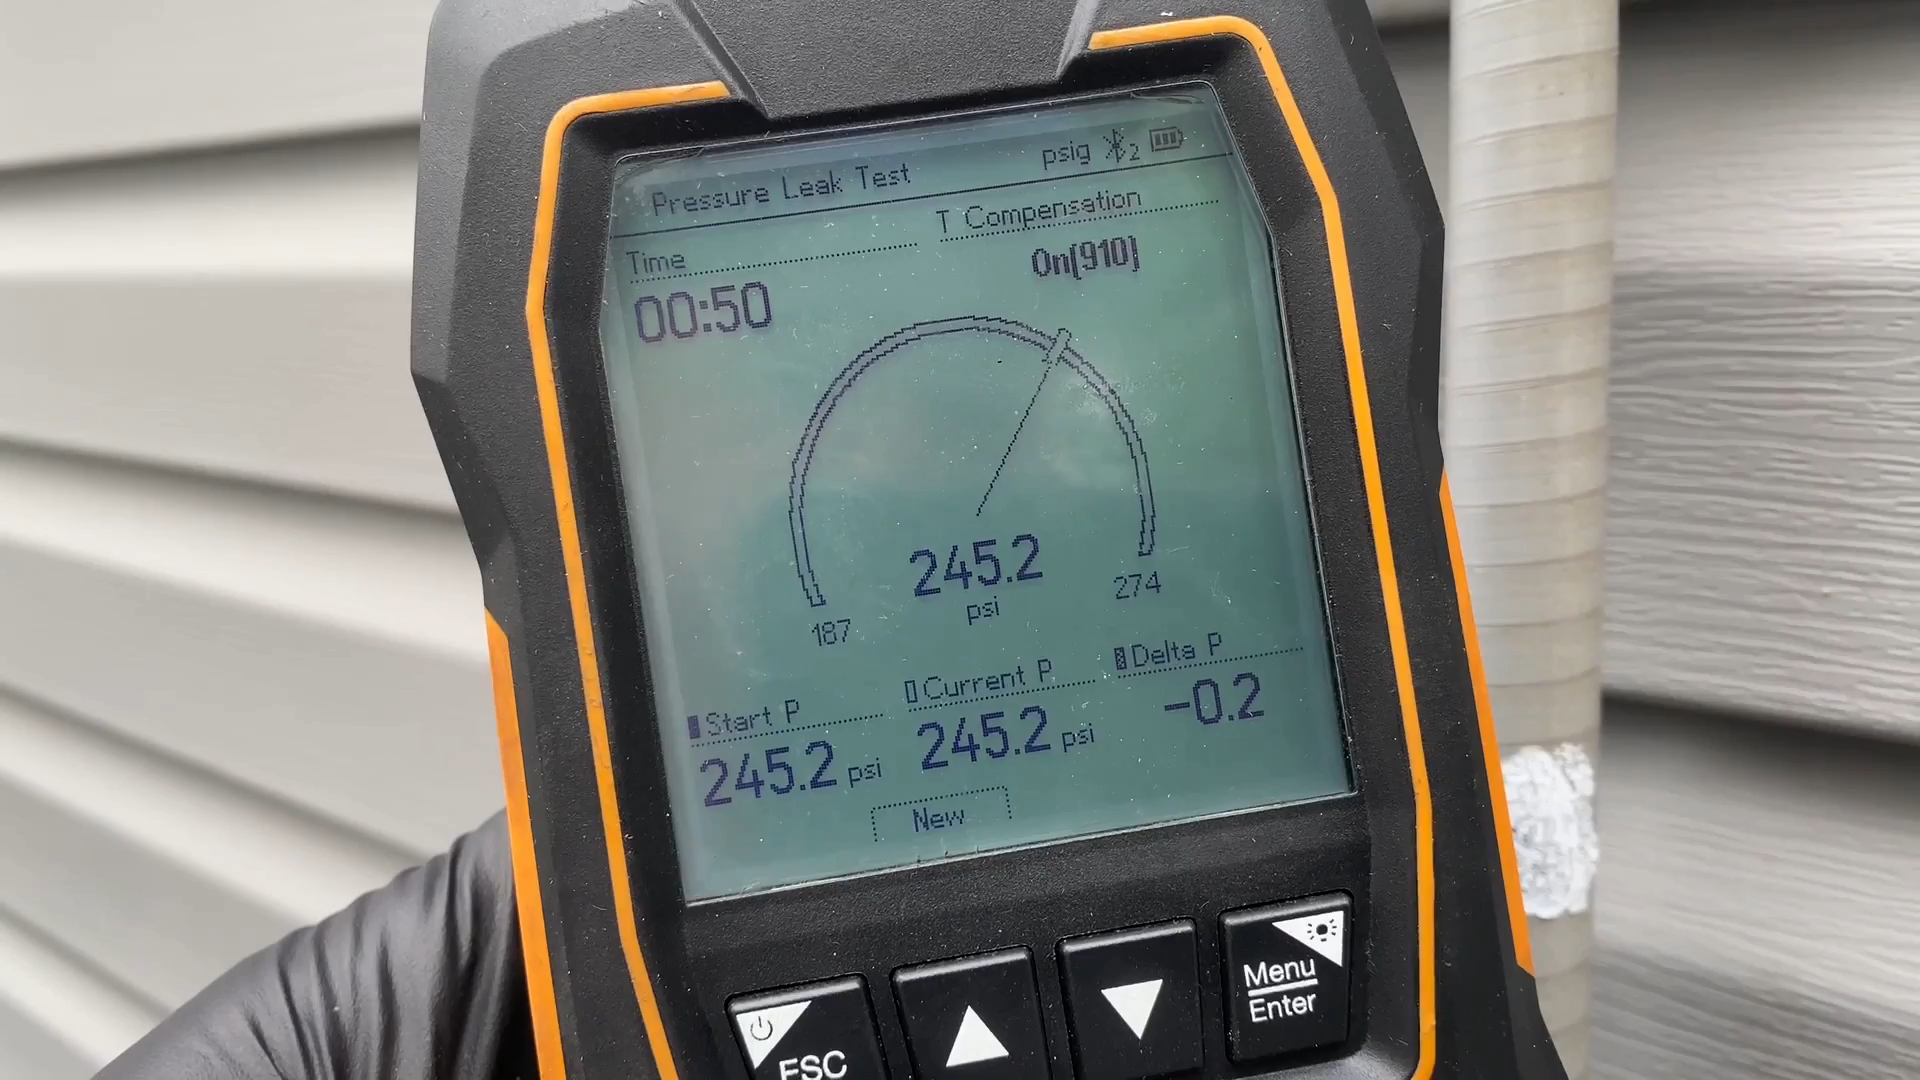 Pressure Leak Test psig 2
Time T Compensation
00:50 On[910]
245.2
psi
187 274
Start P Current P Delta P
245.2 psi 245.2 psi -0.2
New
ESC
Menu
Enter